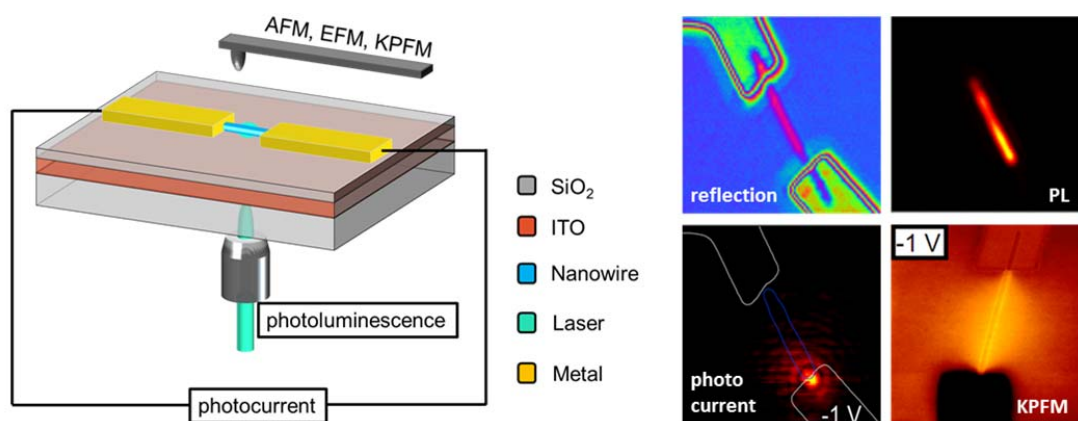 AFM, EFM, KPFM
SiO2
ITO
Nanowire
Laser
Metal
photoluminescence
photocurrent
reflection
PL
photo
current
-1 V
-1 V
KPFM